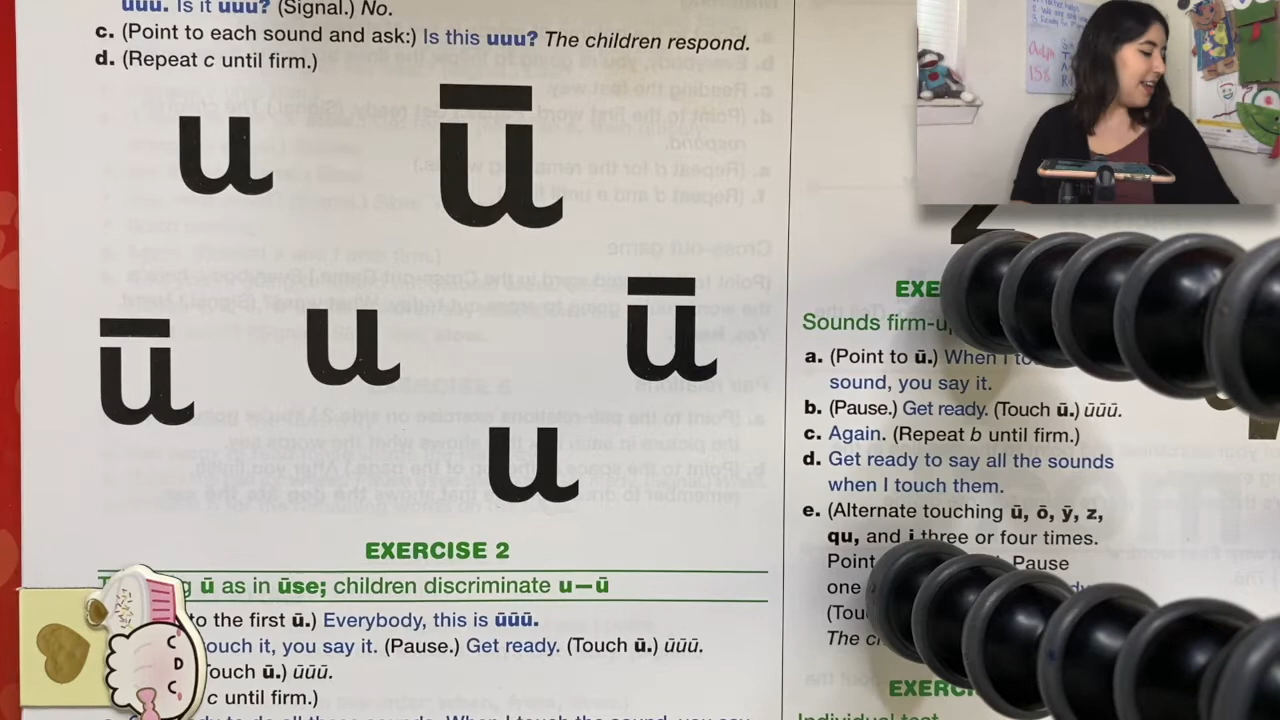 uuu. Is it uuu? (Signal.) No.
c. (Point to each sound and ask:) Is this uuu? The children respond.
d. (Repeat c until firm.)
u ū
ū u ū
u
EXERCISE 2
g ū as in ūse; children discriminate u—ū
to the first ū.) Everybody, this is ūūū.
ouch it, you say it. (Pause.) Get ready. (Touch ū.) ūūū.
Touch ū.) ūūū.
c until firm.)
EXE
Sounds firm-u
a. (Point to ū.) When I to
sound, you say it.
b. (Pause.) Get ready. (Touch ū.) ūūū.
c. Again. (Repeat b until firm.)
d. Get ready to say all the sounds
when I touch them.
e. (Alternate touching ū, ō, ȳ, z,
qu, and i three or four times.
Point Pause
one
(Tou
The c
EXERC
Individual test